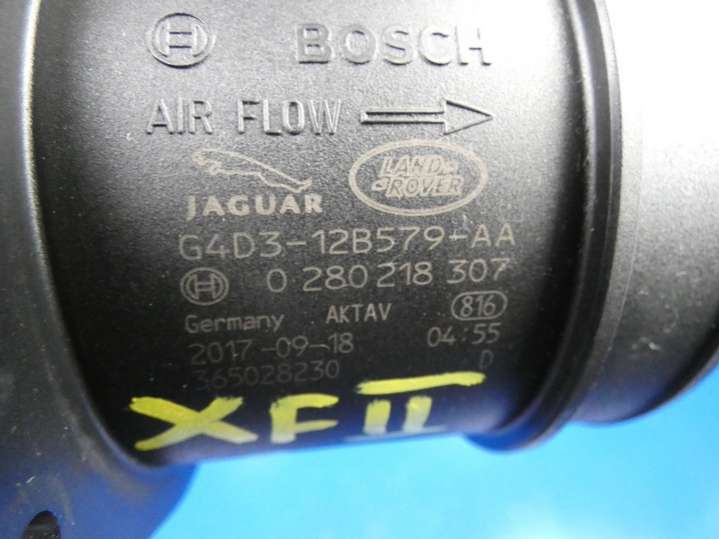 BOSCH
AIR FLOW
JAGUAR
LAND ROVER
G4D3-12B579-AA
0 280 218 307
Germany AKTAV 816
2017-09-18 04:55
365028230 D
XF II